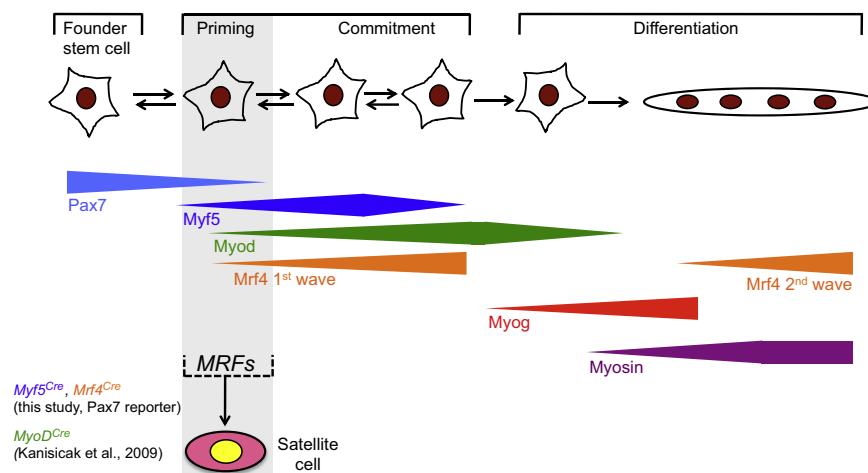 Founder
stem cell
Priming
Commitment
Differentiation
Pax7
Myf5
Myod
Mrf4 1st wave
Mrf4 2nd wave
Myog
Myosin
MRFs
Myf5Cre, Mrf4Cre
(this study, Pax7 reporter)
MyoDCre
(Kanisicak et al., 2009)
Satellite
cell